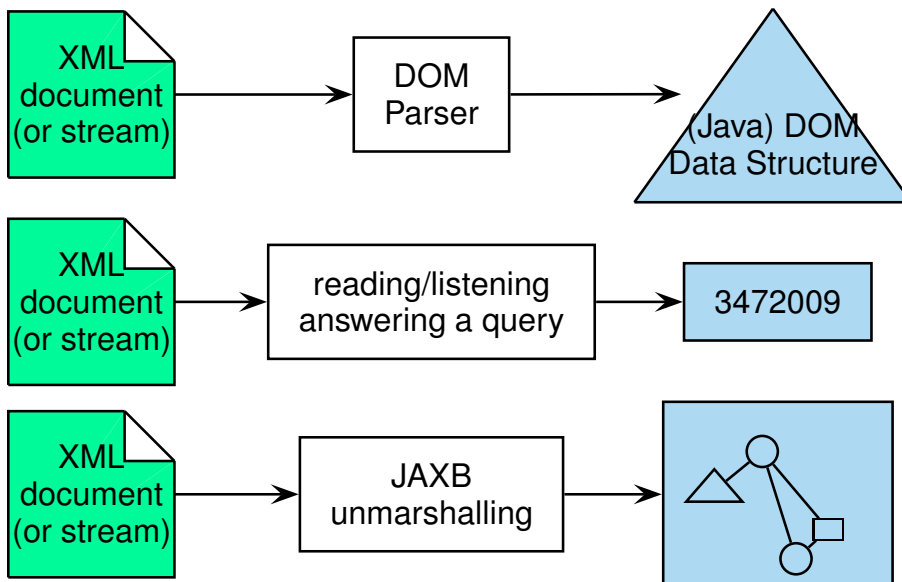 XML
document
(or stream)
DOM
Parser
(Java) DOM
Data Structure
XML
document
(or stream)
reading/listening
answering a query
3472009
XML
document
(or stream)
JAXB
unmarshalling